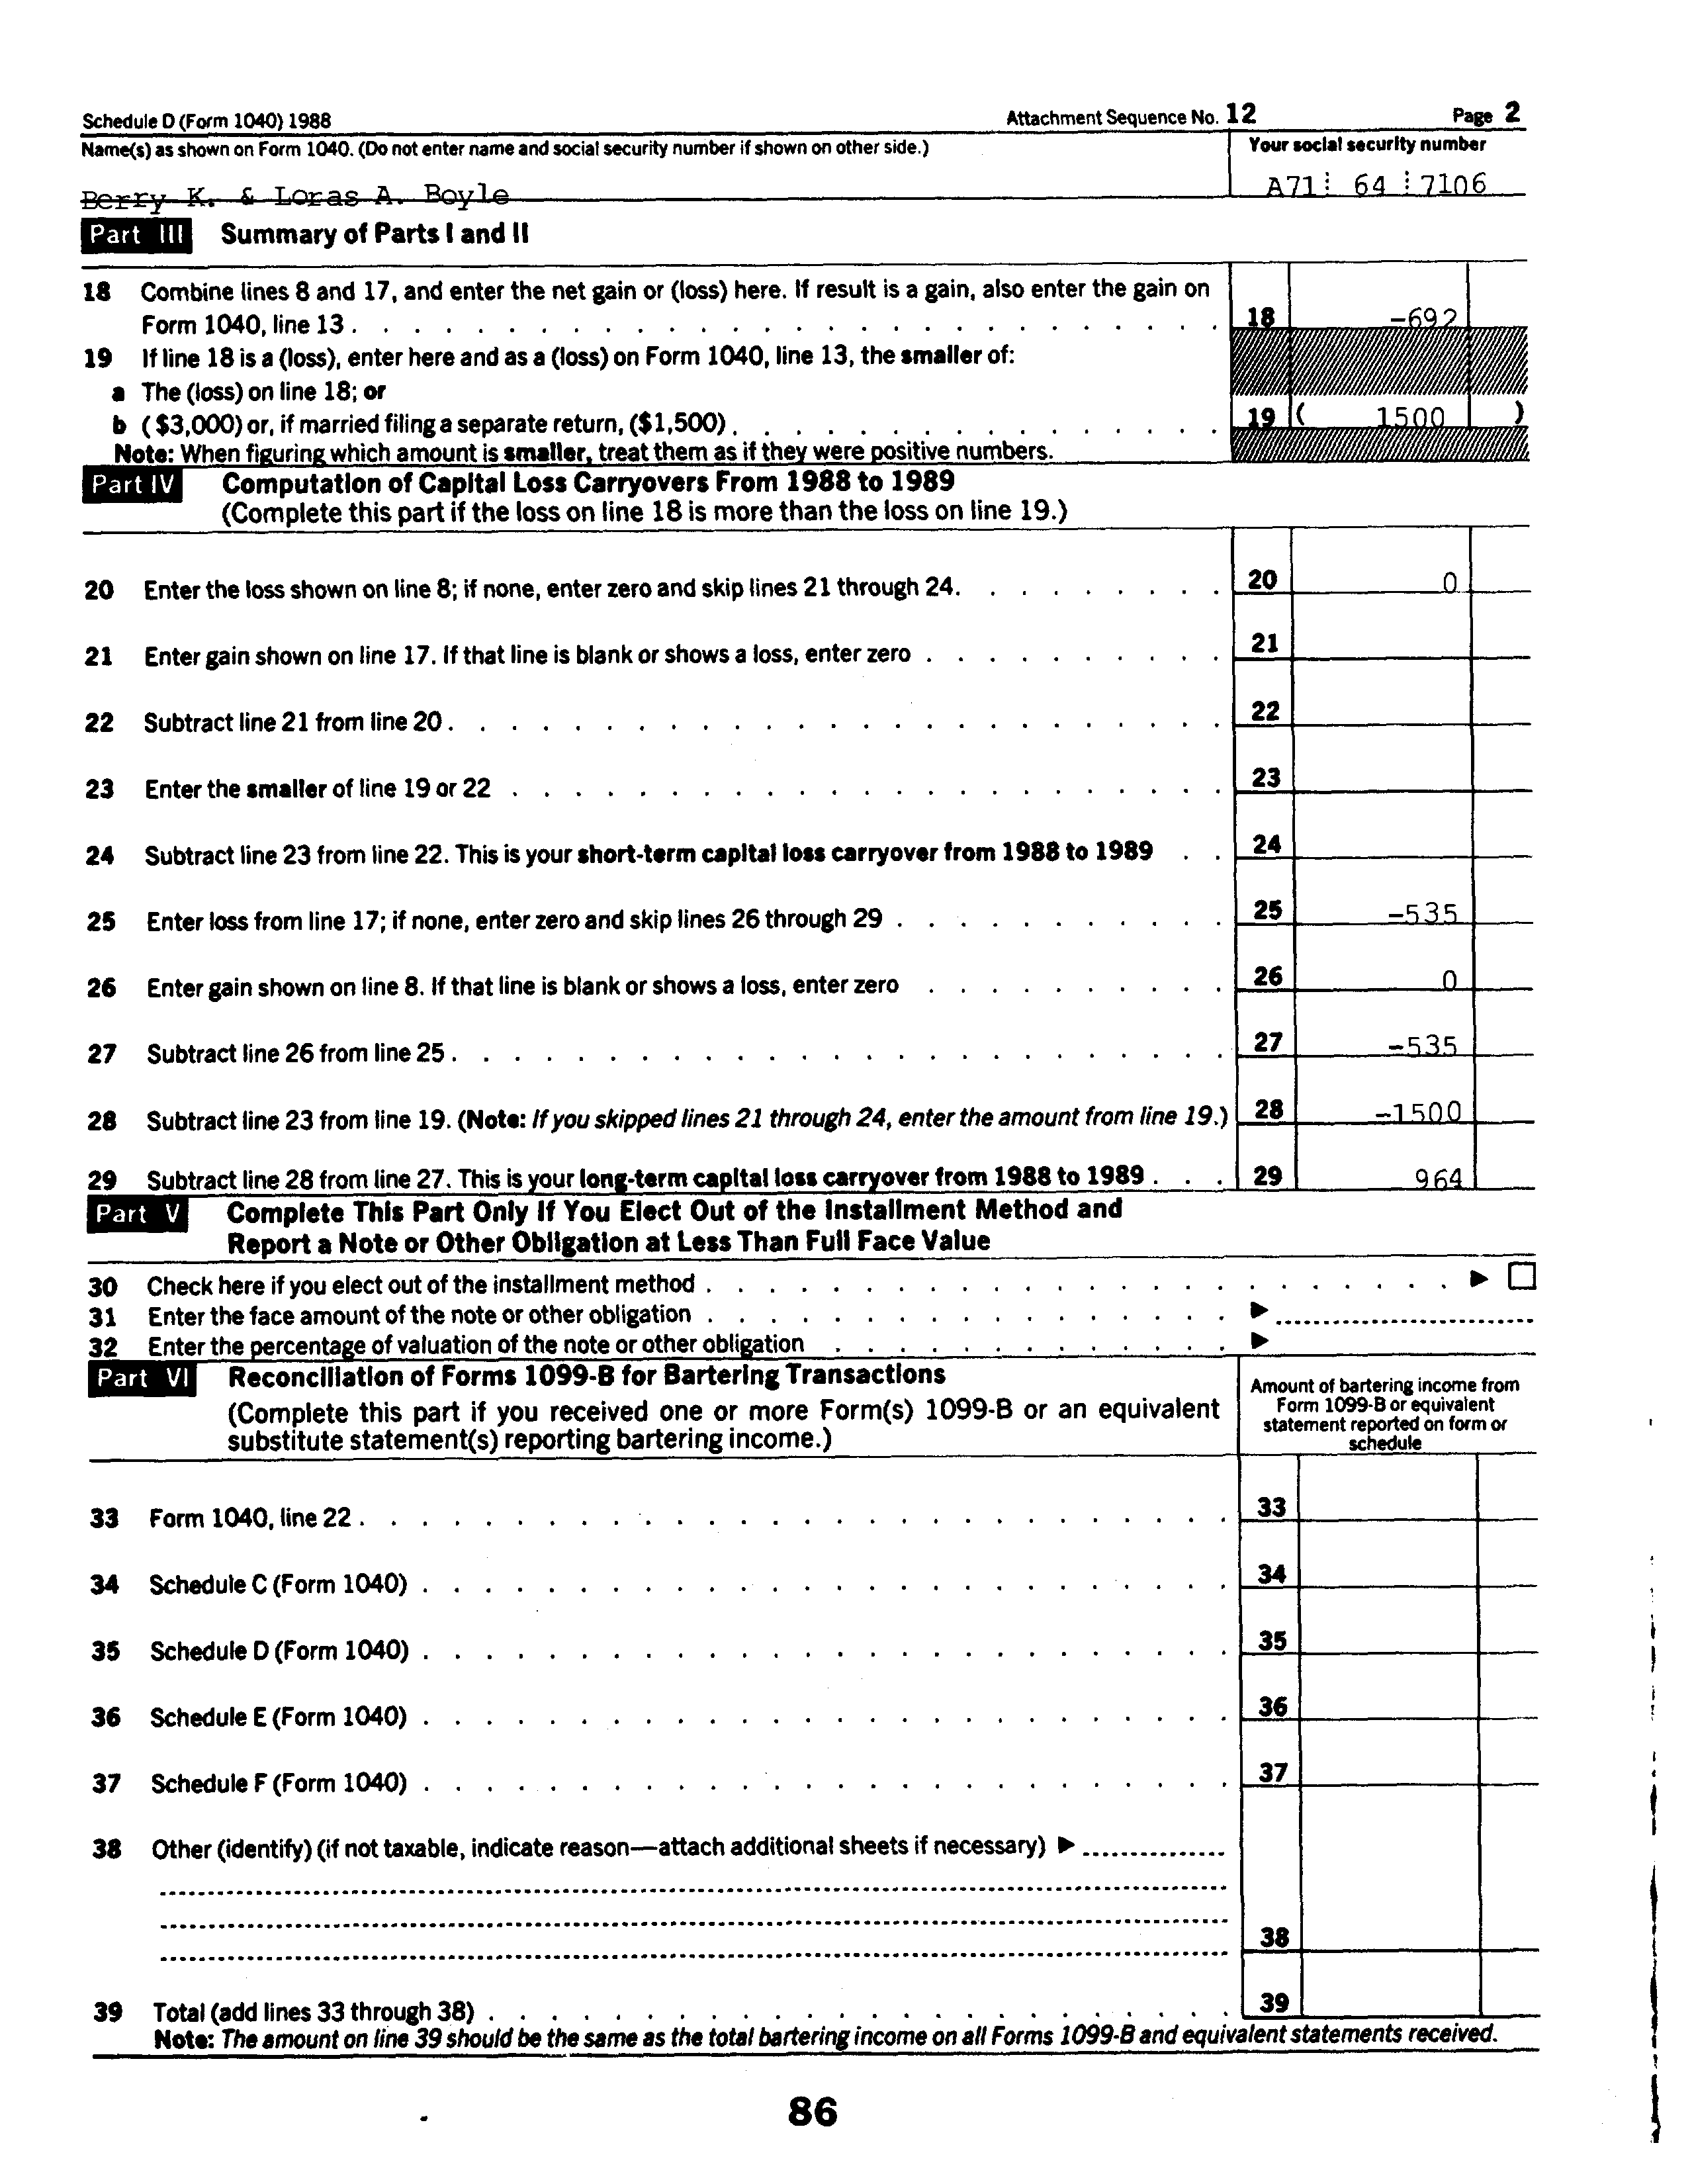 Schedule D (Form 1040) 1988 Attachment Sequence No. 12 Page 2
Name(s) as shown on Form 1040. (Do not enter name and social security number if shown on other side.) Your social security number
Berry K. & Loras A. Boyle A71 64 7106
Part III Summary of Parts I and II
18 Combine lines 8 and 17, and enter the net gain or (loss) here. If result is a gain, also enter the gain on
Form 1040, line 13 . . . . . . . . . . . . . . . . . . . . . . . . . . . 18 -692
19 If line 18 is a (loss), enter here and as a (loss) on Form 1040, line 13, the smaller of:
a The (loss) on line 18; or
b ($3,000) or, if married filing a separate return, ($1,500) . . . . . . . . . . . . . . . 19 ( 1500 )
Note: When figuring which amount is smaller, treat them as if they were positive numbers.
Part IV Computation of Capital Loss Carryovers From 1988 to 1989
(Complete this part if the loss on line 18 is more than the loss on line 19.)
20 Enter the loss shown on line 8; if none, enter zero and skip lines 21 through 24. . . . . . . . . 20 0
21 Enter gain shown on line 17. If that line is blank or shows a loss, enter zero . . . . . . . . . . 21
22 Subtract line 21 from line 20 . . . . . . . . . . . . . . . . . . . . . . . . . 22
23 Enter the smaller of line 19 or 22 . . . . . . . . . . . . . . . . . . . . . . . 23
24 Subtract line 23 from line 22. This is your short-term capital loss carryover from 1988 to 1989 . . 24
25 Enter loss from line 17; if none, enter zero and skip lines 26 through 29 . . . . . . . . . . . 25 -535
26 Enter gain shown on line 8. If that line is blank or shows a loss, enter zero . . . . . . . . . . 26 0
27 Subtract line 26 from line 25 . . . . . . . . . . . . . . . . . . . . . . . . . 27 -535
28 Subtract line 23 from line 19. (Note: If you skipped lines 21 through 24, enter the amount from line 19.) 28 -1500
29 Subtract line 28 from line 27. This is your long-term capital loss carryover from 1988 to 1989 . . . 29 964
Part V Complete This Part Only If You Elect Out of the Installment Method and
Report a Note or Other Obligation at Less Than Full Face Value
30 Check here if you elect out of the installment method . . . . . . . . . . . . . . . . . . . . . . . . ▶ ☐
31 Enter the face amount of the note or other obligation . . . . . . . . . . . . . . . . . ▶
32 Enter the percentage of valuation of the note or other obligation . . . . . . . . . . . . . ▶
Part VI Reconciliation of Forms 1099-B for Bartering Transactions
(Complete this part if you received one or more Form(s) 1099-B or an equivalent
substitute statement(s) reporting bartering income.)
Amount of bartering income from
Form 1099-B or equivalent
statement reported on form or
schedule
33 Form 1040, line 22 . . . . . . . . . . . . . . . . . . . . . . . . . . . . 33
34 Schedule C (Form 1040) . . . . . . . . . . . . . . . . . . . . . . . . . . 34
35 Schedule D (Form 1040) . . . . . . . . . . . . . . . . . . . . . . . . . . 35
36 Schedule E (Form 1040) . . . . . . . . . . . . . . . . . . . . . . . . . . 36
37 Schedule F (Form 1040) . . . . . . . . . . . . . . . . . . . . . . . . . . 37
38 Other (identify) (if not taxable, indicate reason—attach additional sheets if necessary) ▶
38
39 Total (add lines 33 through 38) . . . . . . . . . . . . . . . . . . . . . . . . 39
Note: The amount on line 39 should be the same as the total bartering income on all Forms 1099-B and equivalent statements received.
86